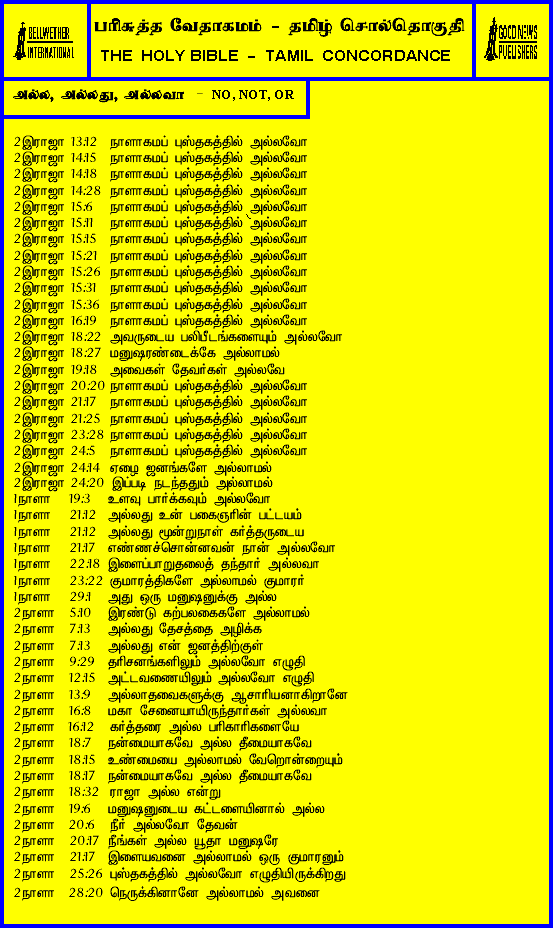 BELLWETHER
INTERNATIONAL
பரிசுத்த வேதாகமம் - தமிழ் சொல்தொகுதி
THE HOLY BIBLE - TAMIL CONCORDANCE
GOOD NEWS
PUBLISHERS
அல்ல, அல்லது, அல்லவா - NO, NOT, OR
2இராஜா 13:12 நாளாகமப் புஸ்தகத்தில் அல்லவோ
2இராஜா 14:15 நாளாகமப் புஸ்தகத்தில் அல்லவோ
2இராஜா 14:18 நாளாகமப் புஸ்தகத்தில் அல்லவோ
2இராஜா 14:28 நாளாகமப் புஸ்தகத்தில் அல்லவோ
2இராஜா 15:6 நாளாகமப் புஸ்தகத்தில் அல்லவோ
2இராஜா 15:11 நாளாகமப் புஸ்தகத்தில் அல்லவோ
2இராஜா 15:15 நாளாகமப் புஸ்தகத்தில் அல்லவோ
2இராஜா 15:21 நாளாகமப் புஸ்தகத்தில் அல்லவோ
2இராஜா 15:26 நாளாகமப் புஸ்தகத்தில் அல்லவோ
2இராஜா 15:31 நாளாகமப் புஸ்தகத்தில் அல்லவோ
2இராஜா 15:36 நாளாகமப் புஸ்தகத்தில் அல்லவோ
2இராஜா 16:19 நாளாகமப் புஸ்தகத்தில் அல்லவோ
2இராஜா 18:22 அவருடைய பலிபீடங்களையும் அல்லவோ
2இராஜா 18:27 மனுஷரண்டைக்கே அல்லாமல்
2இராஜா 19:18 அவைகள் தேவர்கள் அல்லவே
2இராஜா 20:20 நாளாகமப் புஸ்தகத்தில் அல்லவோ
2இராஜா 21:17 நாளாகமப் புஸ்தகத்தில் அல்லவோ
2இராஜா 21:25 நாளாகமப் புஸ்தகத்தில் அல்லவோ
2இராஜா 23:28 நாளாகமப் புஸ்தகத்தில் அல்லவோ
2இராஜா 24:5 நாளாகமப் புஸ்தகத்தில் அல்லவோ
2இராஜா 24:14 ஏழை ஜனங்களே அல்லாமல்
2இராஜா 24:20 இப்படி நடந்ததும் அல்லாமல்
1நாளா 19:3 உளவு பார்க்கவும் அல்லவோ
1நாளா 21:12 அல்லது உன் பகைஞரின் பட்டயம்
1நாளா 21:12 அல்லது மூன்றுநாள் கர்த்தருடைய
1நாளா 21:17 எண்ணச்சொன்னவன் நான் அல்லவோ
1நாளா 22:18 இளைப்பாறுதலைத் தந்தார் அல்லவா
1நாளா 23:22 குமாரத்திகளே அல்லாமல் குமாரர்
1நாளா 29:1 அது ஒரு மனுஷனுக்கு அல்ல
2நாளா 5:10 இரண்டு கற்பலகைகளே அல்லாமல்
2நாளா 7:13 அல்லது தேசத்தை அழிக்க
2நாளா 7:13 அல்லது என் ஜனத்திற்குள்
2நாளா 9:29 தரிசனங்களிலும் அல்லவோ எழுதி
2நாளா 12:15 அட்டவணையிலும் அல்லவோ எழுதி
2நாளா 13:9 அல்லாதவைகளுக்கு ஆசாரியனாகிறானே
2நாளா 16:8 மகா சேனையாயிருந்தார்கள் அல்லவா
2நாளா 16:12 கர்த்தரை அல்ல பரிகாரிகளையே
2நாளா 18:7 நன்மையாகவே அல்ல தீமையாகவே
2நாளா 18:15 உண்மையை அல்லாமல் வேறொன்றையும்
2நாளா 18:17 நன்மையாகவே அல்ல தீமையாகவே
2நாளா 18:32 ராஜா அல்ல என்று
2நாளா 19:6 மனுஷனுடைய கட்டளையினால் அல்ல
2நாளா 20:6 நீர் அல்லவோ தேவன்
2நாளா 20:17 நீங்கள் அல்ல யூதா மனுஷரே
2நாளா 21:17 இளையவனை அல்லாமல் ஒரு குமாரனும்
2நாளா 25:26 புஸ்தகத்தில் அல்லவோ எழுதியிருக்கிறது
2நாளா 28:20 நெருக்கினானே அல்லாமல் அவனை